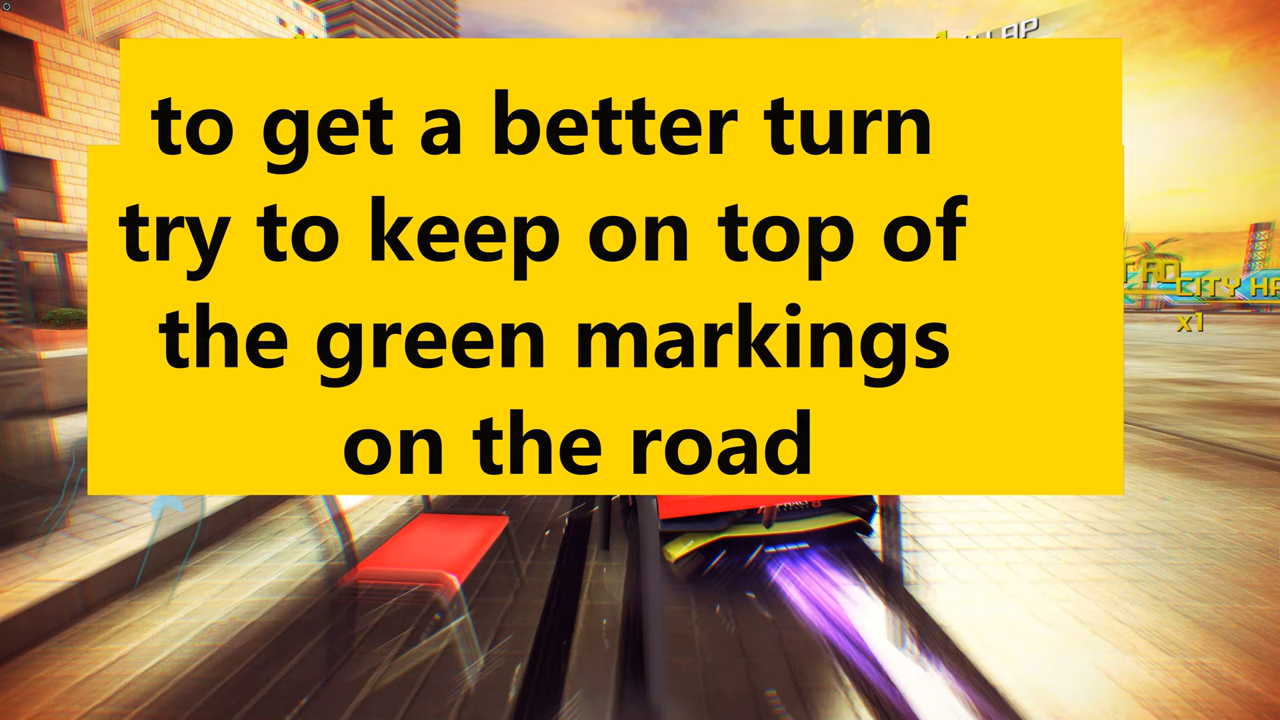 LAP
to get a better turn
try to keep on top of
the green markings
on the road
CITY HA
x1